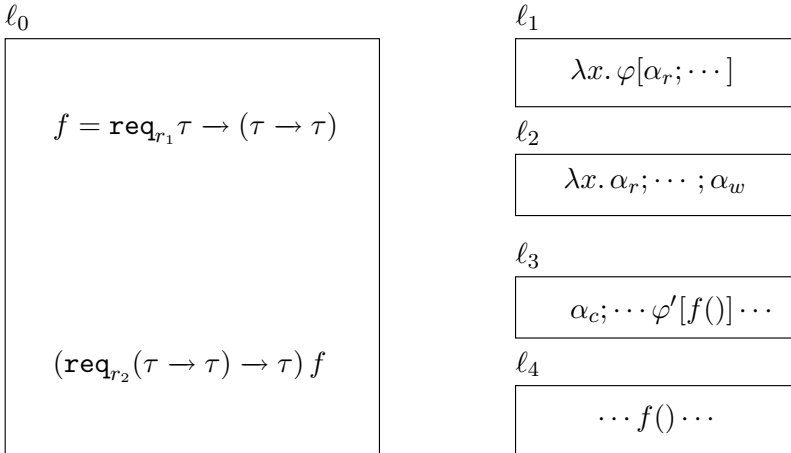 ℓ₀
f = req_{r₁} τ → (τ → τ)
(req_{r₂}(τ → τ) → τ) f
ℓ₁
λx. φ[α_r; ⋯ ]
ℓ₂
λx. α_r; ⋯ ; α_w
ℓ₃
α_c; ⋯ φ′[f()] ⋯
ℓ₄
⋯ f() ⋯